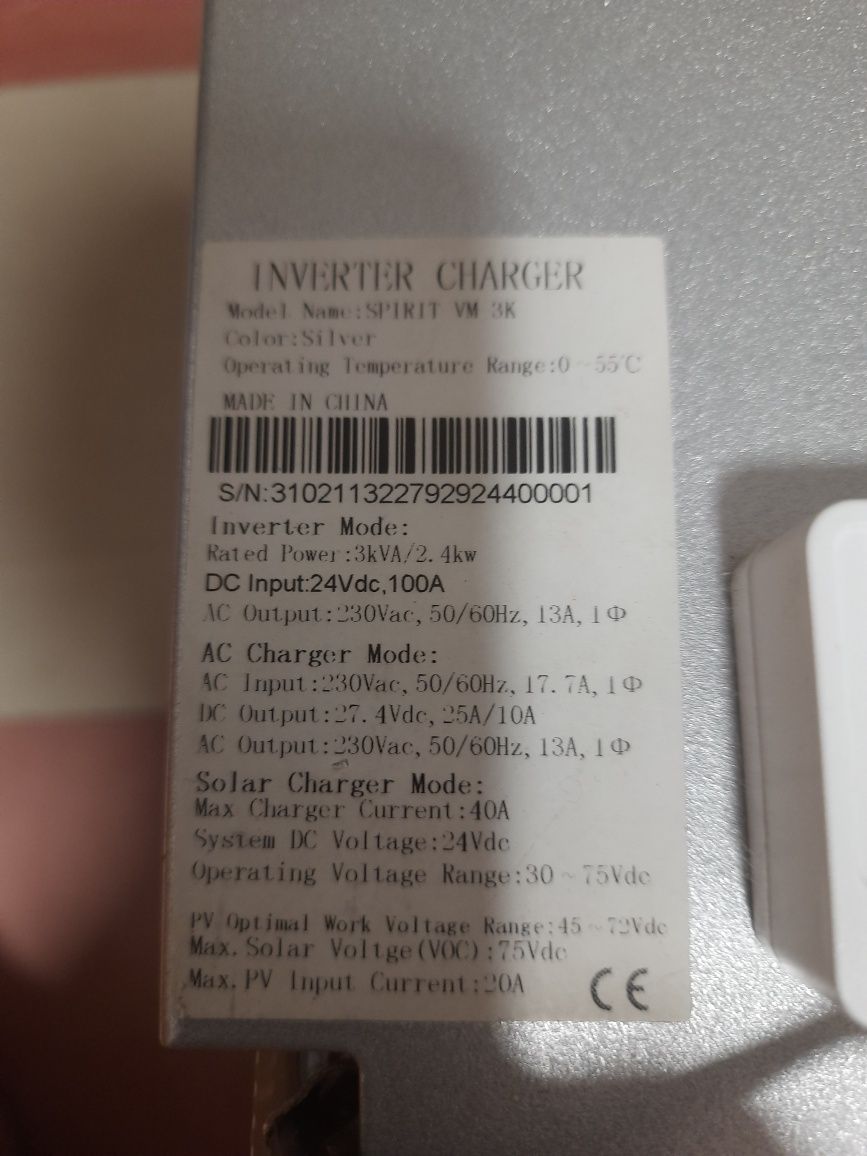 INVERTER CHARGER
Model Name:SPIRIT VM 3K
Color:Silver
Operating Temperature Range:0~55℃
MADE IN CHINA
S/N:310211322792924400001
Inverter Mode:
Rated Power:3kVA/2.4kw
DC Input:24Vdc,100A
AC Output:230Vac,50/60Hz,13A,1Φ
AC Charger Mode:
AC Input:230Vac,50/60Hz,17.7A,1Φ
DC Output:27.4Vdc,25A/10A
AC Output:230Vac,50/60Hz,13A,1Φ
Solar Charger Mode:
Max Charger Current:40A
System DC Voltage:24Vdc
Operating Voltage Range:30~75Vdc
PV Optimal Work Voltage Range:45~72Vdc
Max.Solar Voltge(VOC):75Vdc
Max.PV Input Current:20A
CE